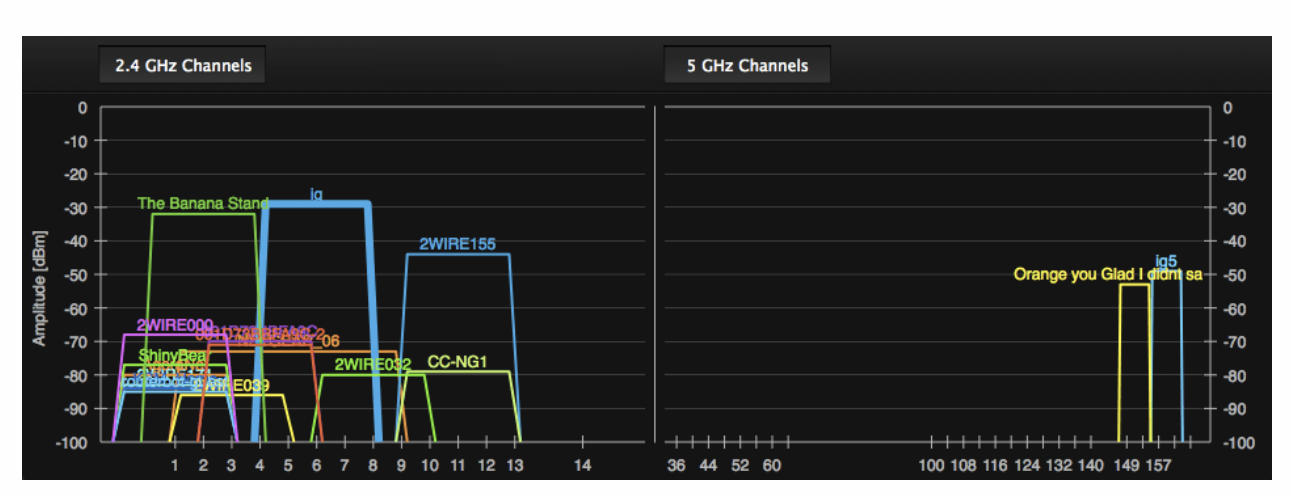 2.4 GHz Channels
5 GHz Channels
Amplitude [dBm]
0
-10
-20
-30
-40
-50
-60
-70
-80
-90
-100
The Banana Stand
ig
2WIRE155
2WIRE000
_06
ShinyBea
2WIRE032
CC-NG1
2WIRE039
1 2 3 4 5 6 7 8 9 10 11 12 13 14
Orange you Glad I didnt sa
ig5
0
-10
-20
-30
-40
-50
-60
-70
-80
-90
-100
36 44 52 60 100 108 116 124 132 140 149 157